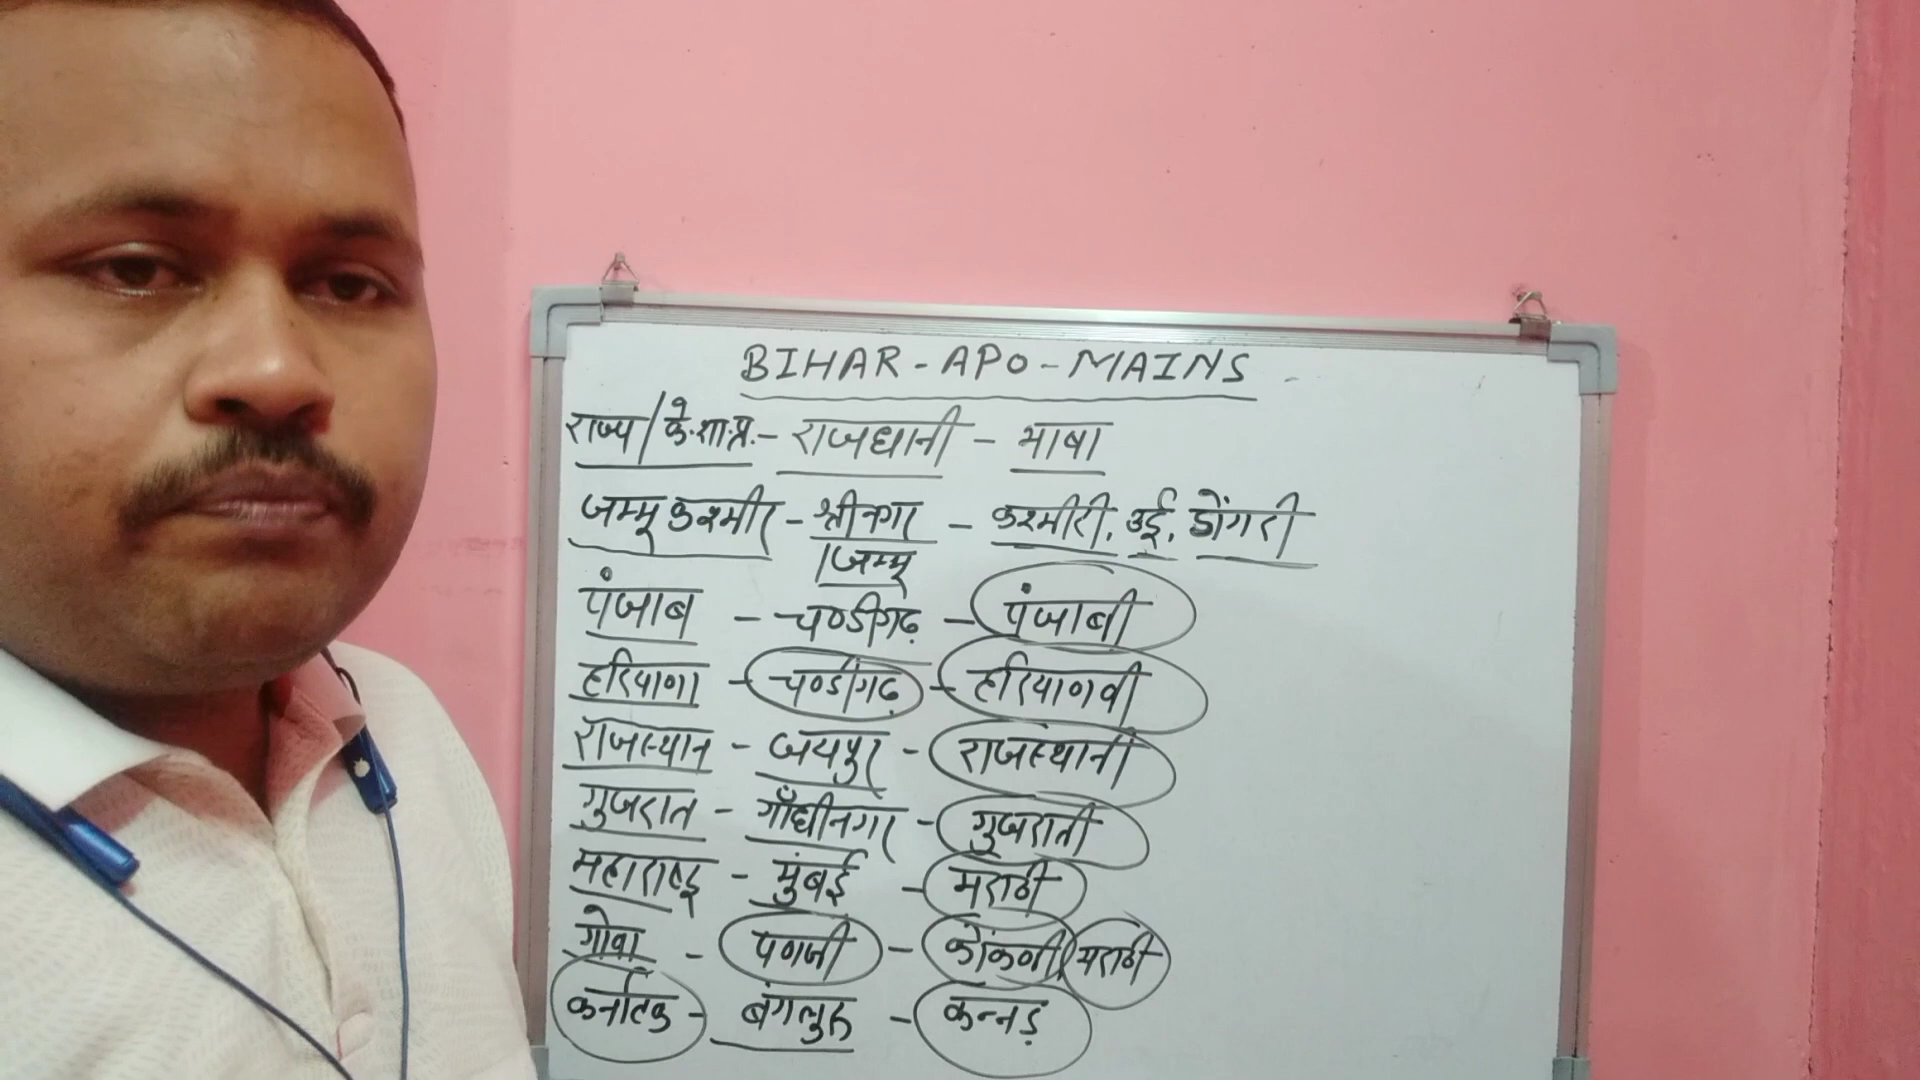 BIHAR-APO-MAINS
राज्य/के.शा.प्र.- राजधानी - भाषा
जम्मू कश्मीर - श्रीनगर - कश्मीरी, उर्दू, डोंगरी
/जम्मू
पंजाब - चण्डीगढ़ - पंजाबी
हरियाणा - चण्डीगढ़ - हरियाणवी
राजस्थान - जयपुर - राजस्थानी
गुजरात - गाँधीनगर - गुजराती
महाराष्ट्र - मुंबई - मराठी
गोवा - पणजी - कोंकणी, मराठी
कर्नाटक - बंगलुरु - कन्नड़